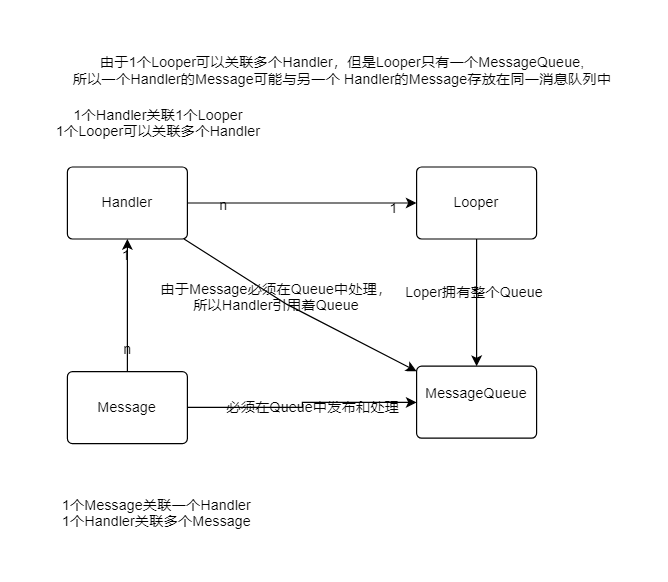 由于1个Looper可以关联多个Handler，但是Looper只有一个MessageQueue,
所以一个Handler的Message可能与另一个 Handler的Message存放在同一消息队列中
1个Handler关联1个Looper
1个Looper可以关联多个Handler
Handler
n
1
Looper
1
由于Message必须在Queue中处理，
所以Handler引用着Queue
Loper拥有整个Queue
n
Message
必须在Queue中发布和处理
MessageQueue
1个Message关联一个Handler
1个Handler关联多个Message